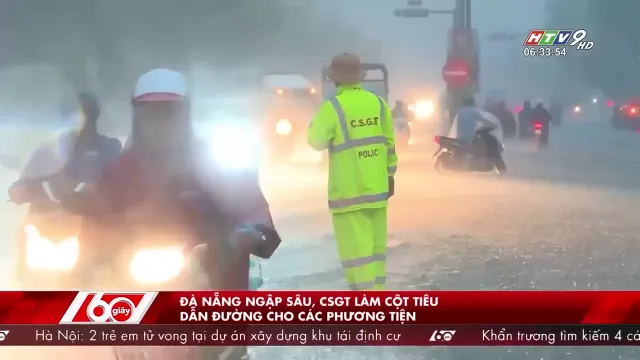 HTV9 HD
06:33:54
C.S.G.T
POLICE
60 giây
ĐÀ NẴNG NGẬP SÂU, CSGT LÀM CỘT TIÊU
DẪN ĐƯỜNG CHO CÁC PHƯƠNG TIỆN
Hà Nội: 2 trẻ em tử vong tại dự án xây dựng khu tái định cư
Khẩn trương tìm kiếm 4 cá